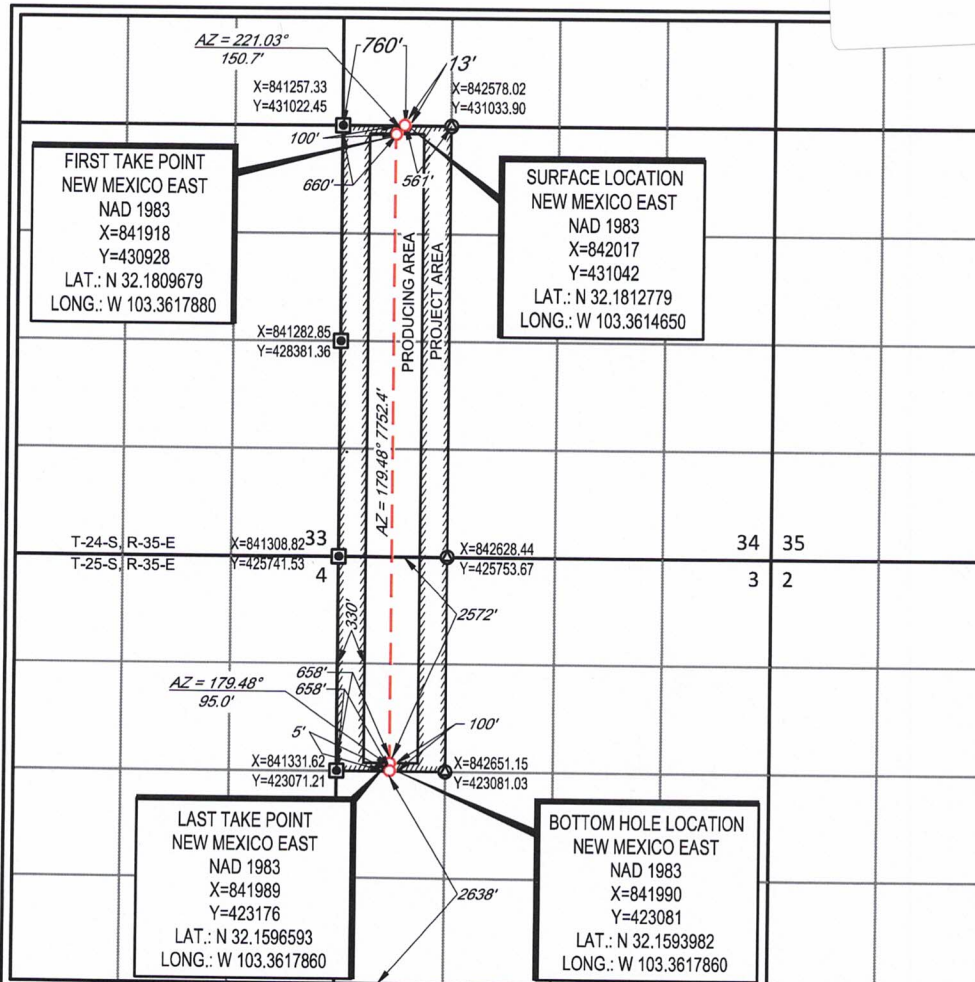 AZ = 221.03°
150.7'
760'
13'
X=841257.33
Y=431022.45
X=842578.02
Y=431033.90
100'
660'
561'
FIRST TAKE POINT
NEW MEXICO EAST
NAD 1983
X=841918
Y=430928
LAT.: N 32.1809679
LONG.: W 103.3617880
SURFACE LOCATION
NEW MEXICO EAST
NAD 1983
X=842017
Y=431042
LAT.: N 32.1812779
LONG.: W 103.3614650
PRODUCING AREA
PROJECT AREA
X=841282.85
Y=428381.36
AZ = 179.48° 7752.4'
T-24-S, R-35-E
T-25-S, R-35-E
X=841308.82
Y=425741.53
33
4
X=842628.44
Y=425753.67
34 35
3 2
330'
2572'
658'
658'
AZ = 179.48°
95.0'
5'
100'
X=841331.62
Y=423071.21
X=842651.15
Y=423081.03
LAST TAKE POINT
NEW MEXICO EAST
NAD 1983
X=841989
Y=423176
LAT.: N 32.1596593
LONG.: W 103.3617860
BOTTOM HOLE LOCATION
NEW MEXICO EAST
NAD 1983
X=841990
Y=423081
LAT.: N 32.1593982
LONG.: W 103.3617860
2638'